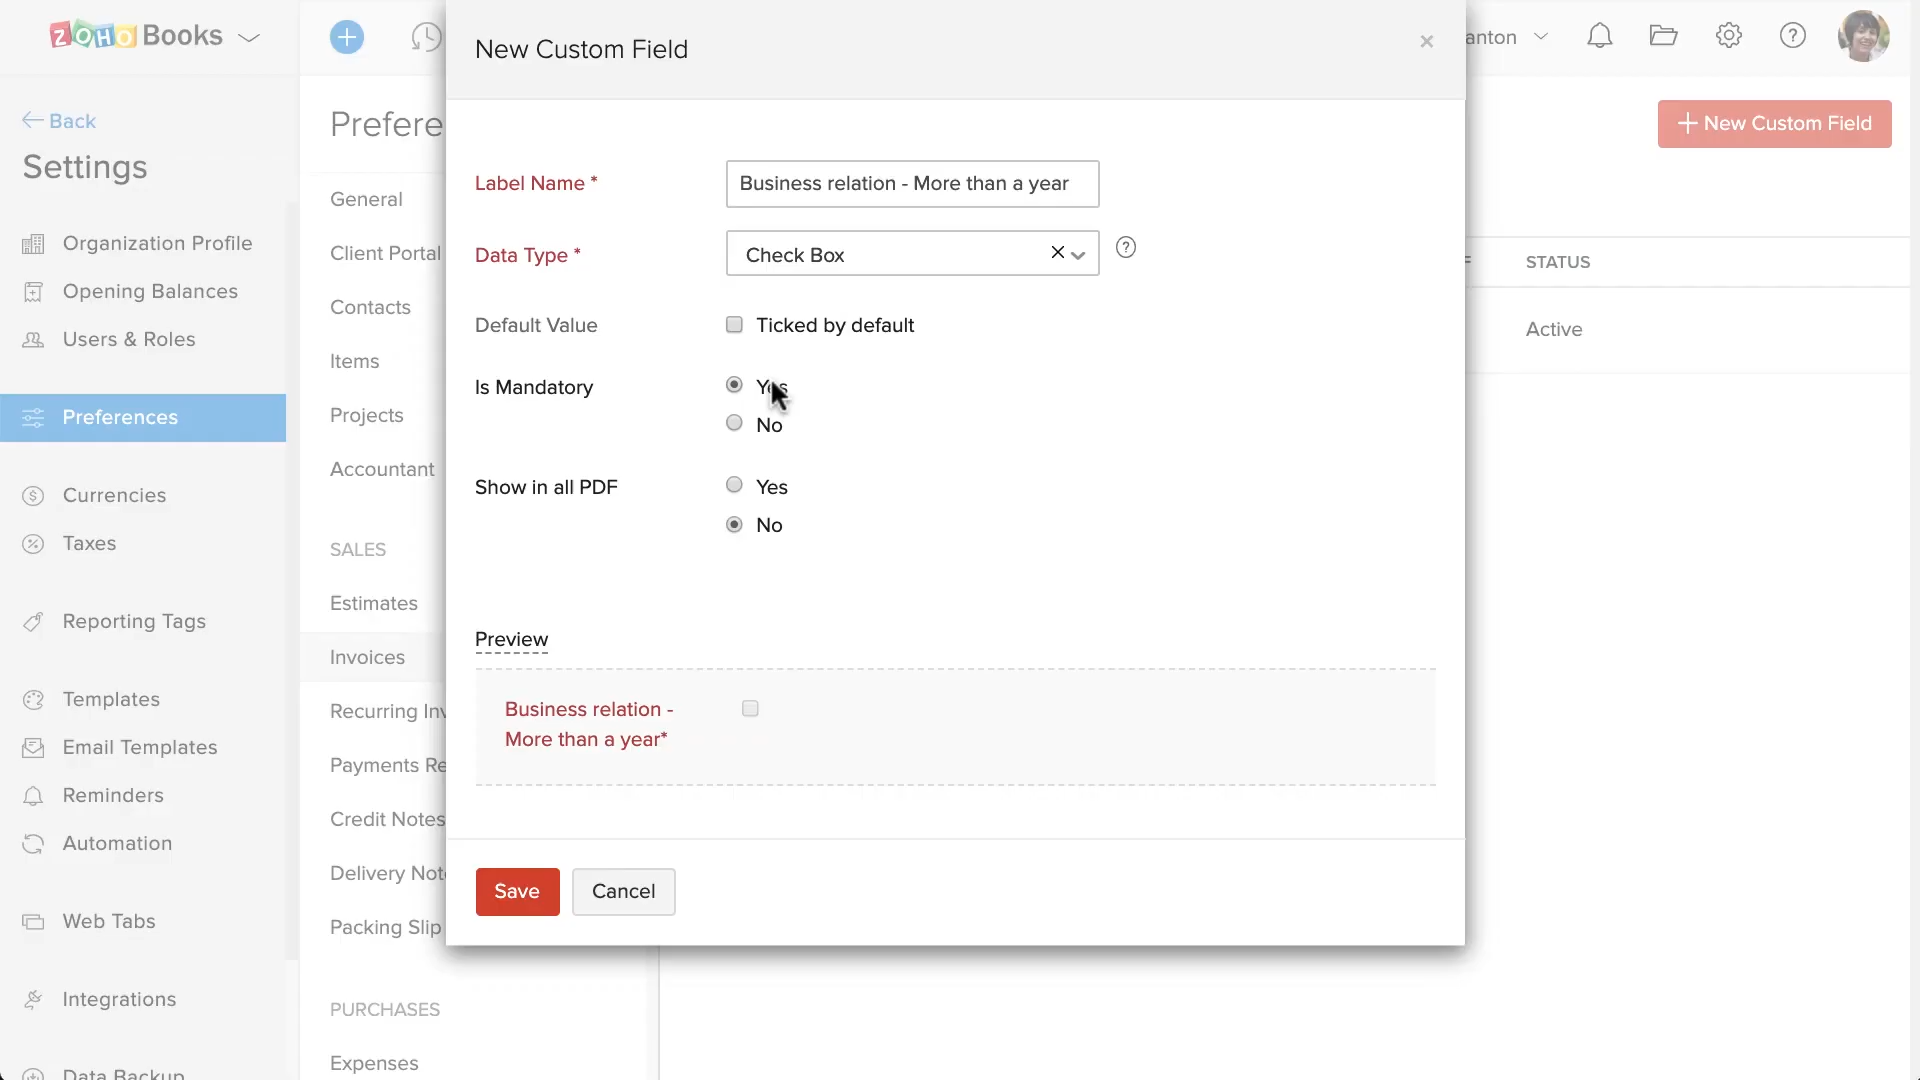 ZOHO Books
New Custom Field
anton
Back
Settings
Organization Profile
Opening Balances
Users & Roles
Preferences
Currencies
Taxes
Reporting Tags
Templates
Email Templates
Reminders
Automation
Web Tabs
Integrations
Data Backup
Prefere
General
Client Portal
Contacts
Items
Projects
Accountant
SALES
Estimates
Invoices
Recurring Inv
Payments Re
Credit Notes
Delivery Not
Packing Slip
PURCHASES
Expenses
Label Name *
Business relation - More than a year
Data Type *
Check Box
Default Value
Ticked by default
Is Mandatory
Yes
No
Show in all PDF
Yes
No
Preview
Business relation -
More than a year*
Save
Cancel
+ New Custom Field
STATUS
Active